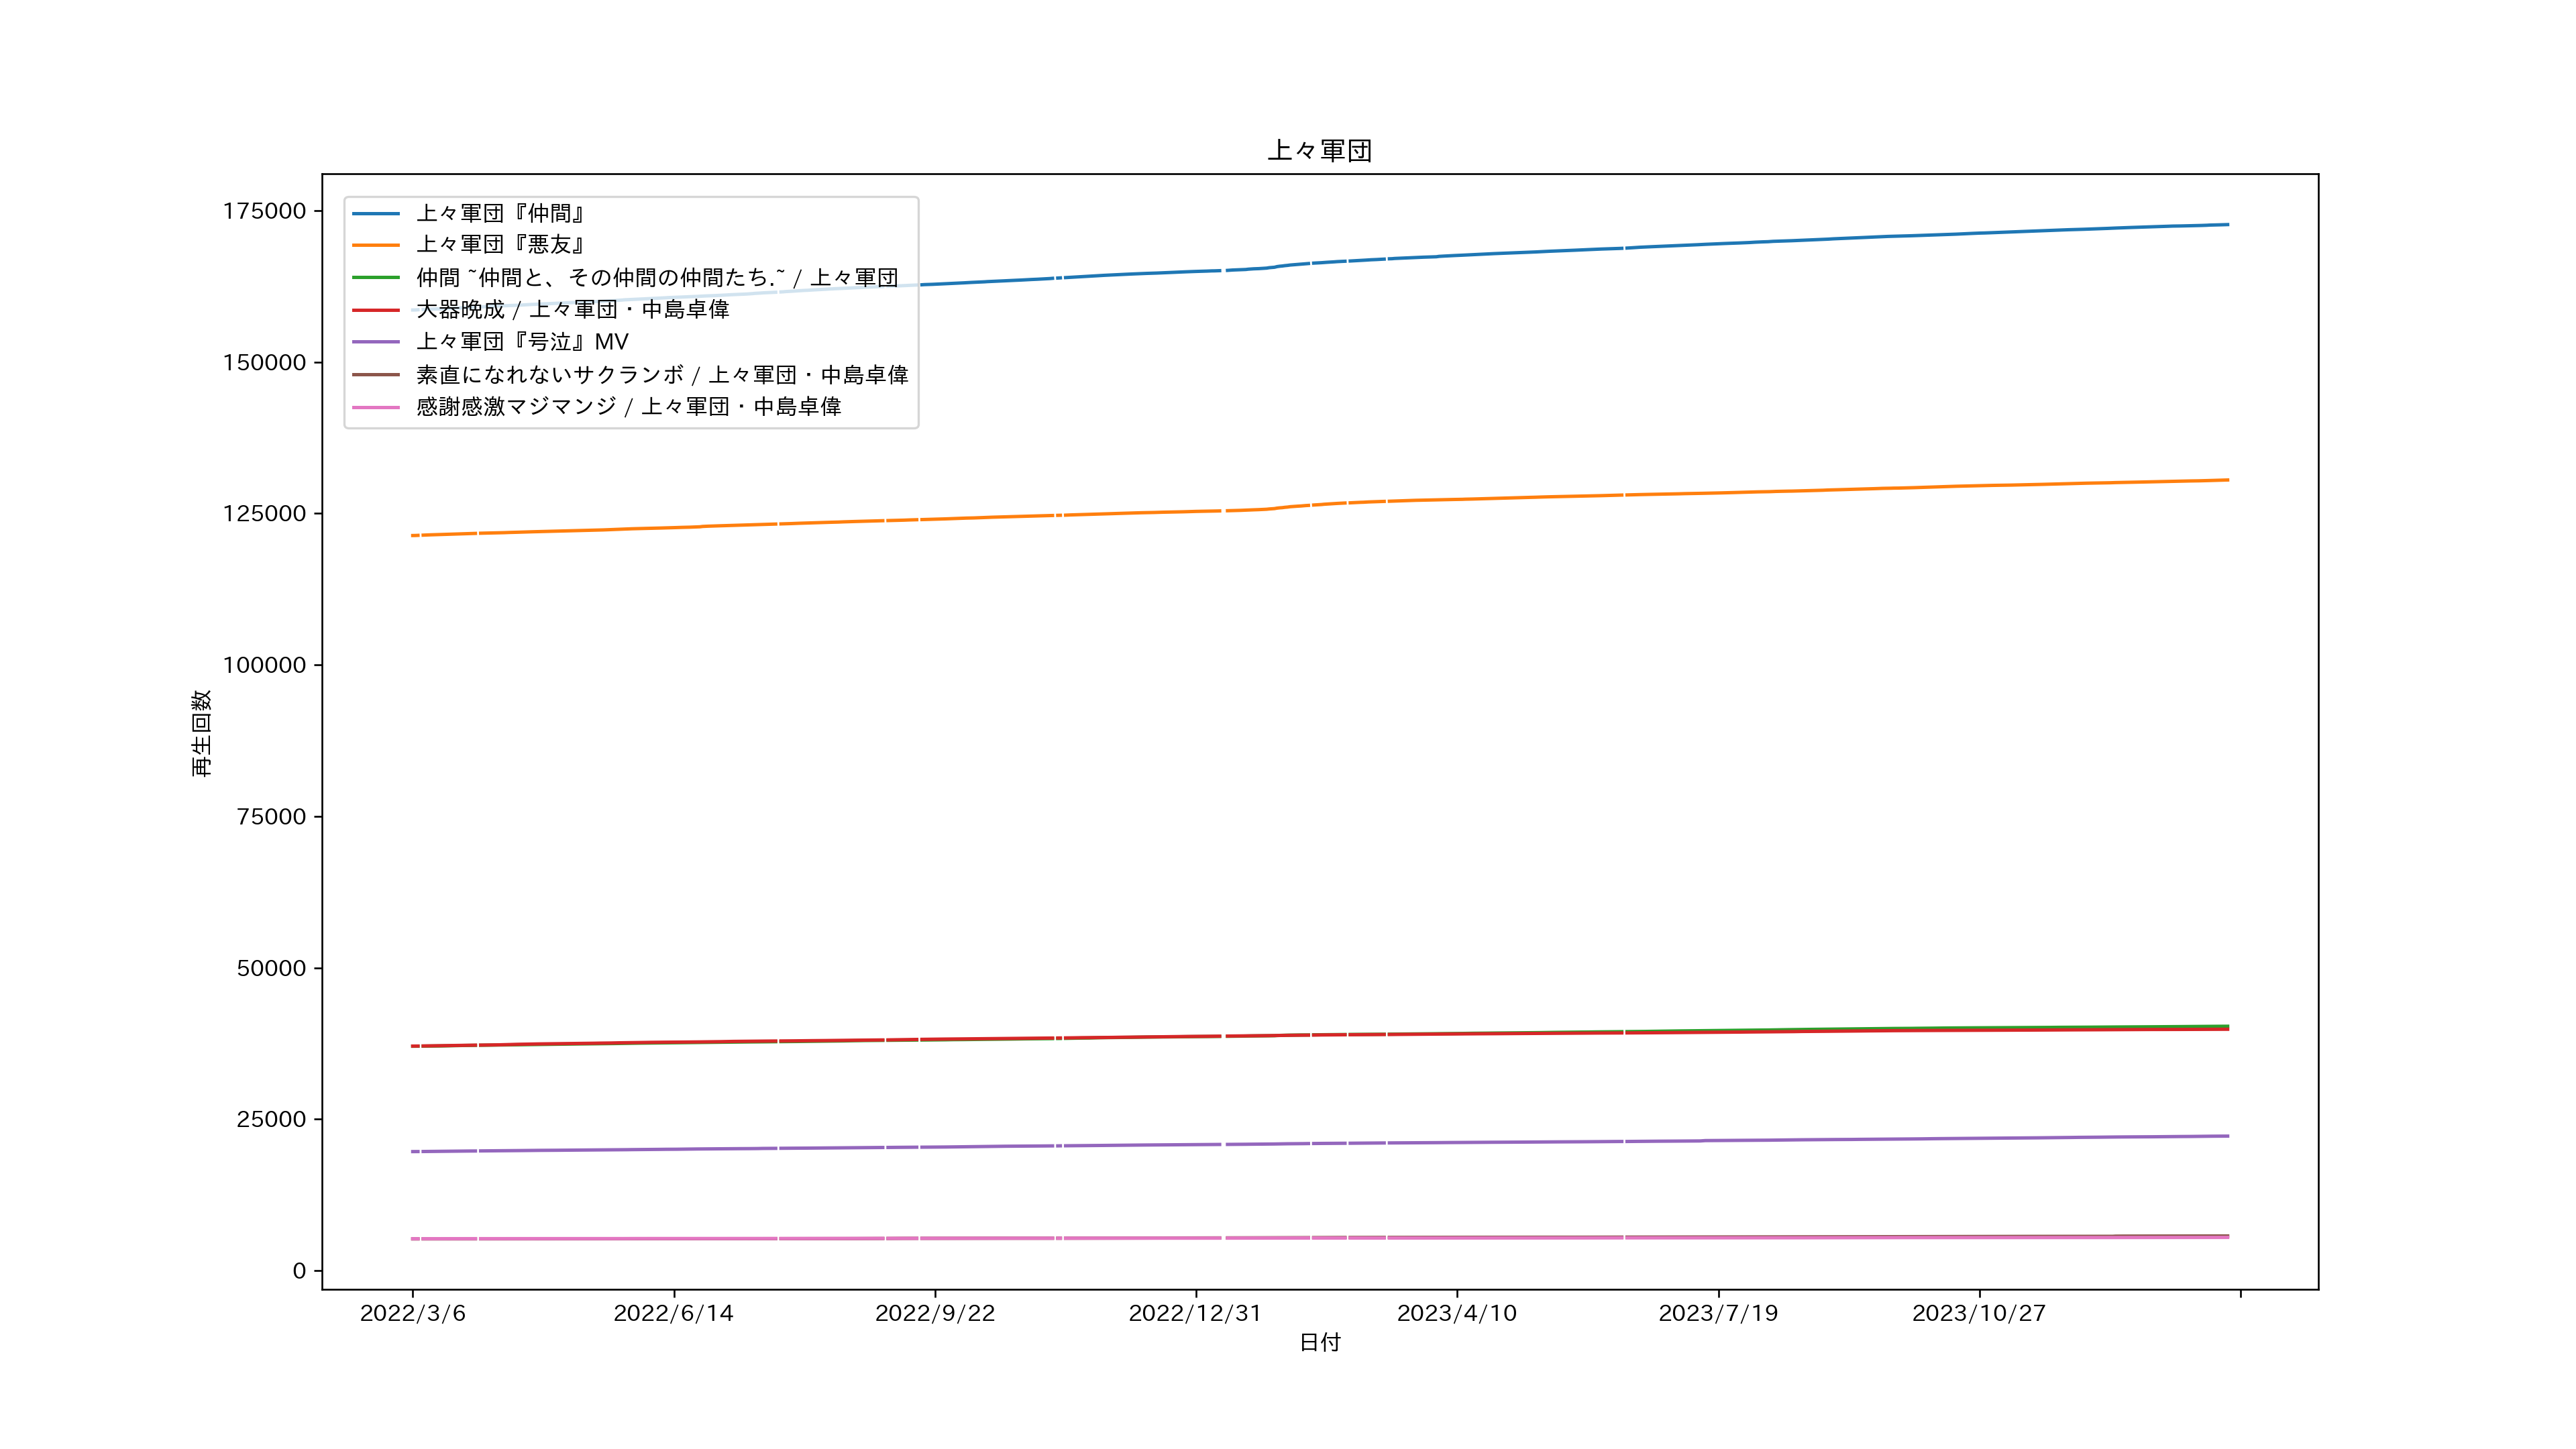 上々軍団
175000
150000
125000
100000
75000
50000
25000
0
再生回数
上々軍団『仲間』
上々軍団『悪友』
仲間 ~仲間と、その仲間の仲間たち.~ / 上々軍団
大器晩成 / 上々軍団・中島卓偉
上々軍団『号泣』MV
素直になれないサクランボ / 上々軍団・中島卓偉
感謝感激マジマンジ / 上々軍団・中島卓偉
2022/3/6 2022/6/14 2022/9/22 2022/12/31 2023/4/10 2023/7/19 2023/10/27
日付